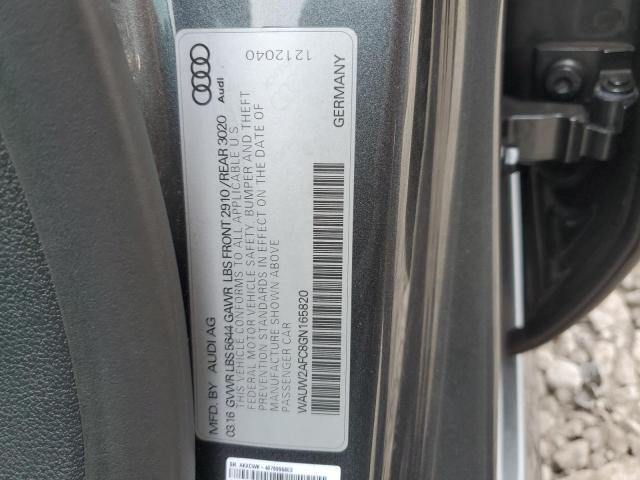 MFD. BY AUDI AG
03.16 GVWR LBS 5644 GAWR LBS FRONT 2910 / REAR 3020
THIS VEHICLE CONFORMS TO ALL APPLICABLE U.S.
FEDERAL MOTOR VEHICLE SAFETY, BUMPER AND THEFT
PREVENTION STANDARDS IN EFFECT ON THE DATE OF
MANUFACTURE SHOWN ABOVE
PASSENGER CAR
WAUW2AFC8GN165820
GERMANY
Audi
1212040